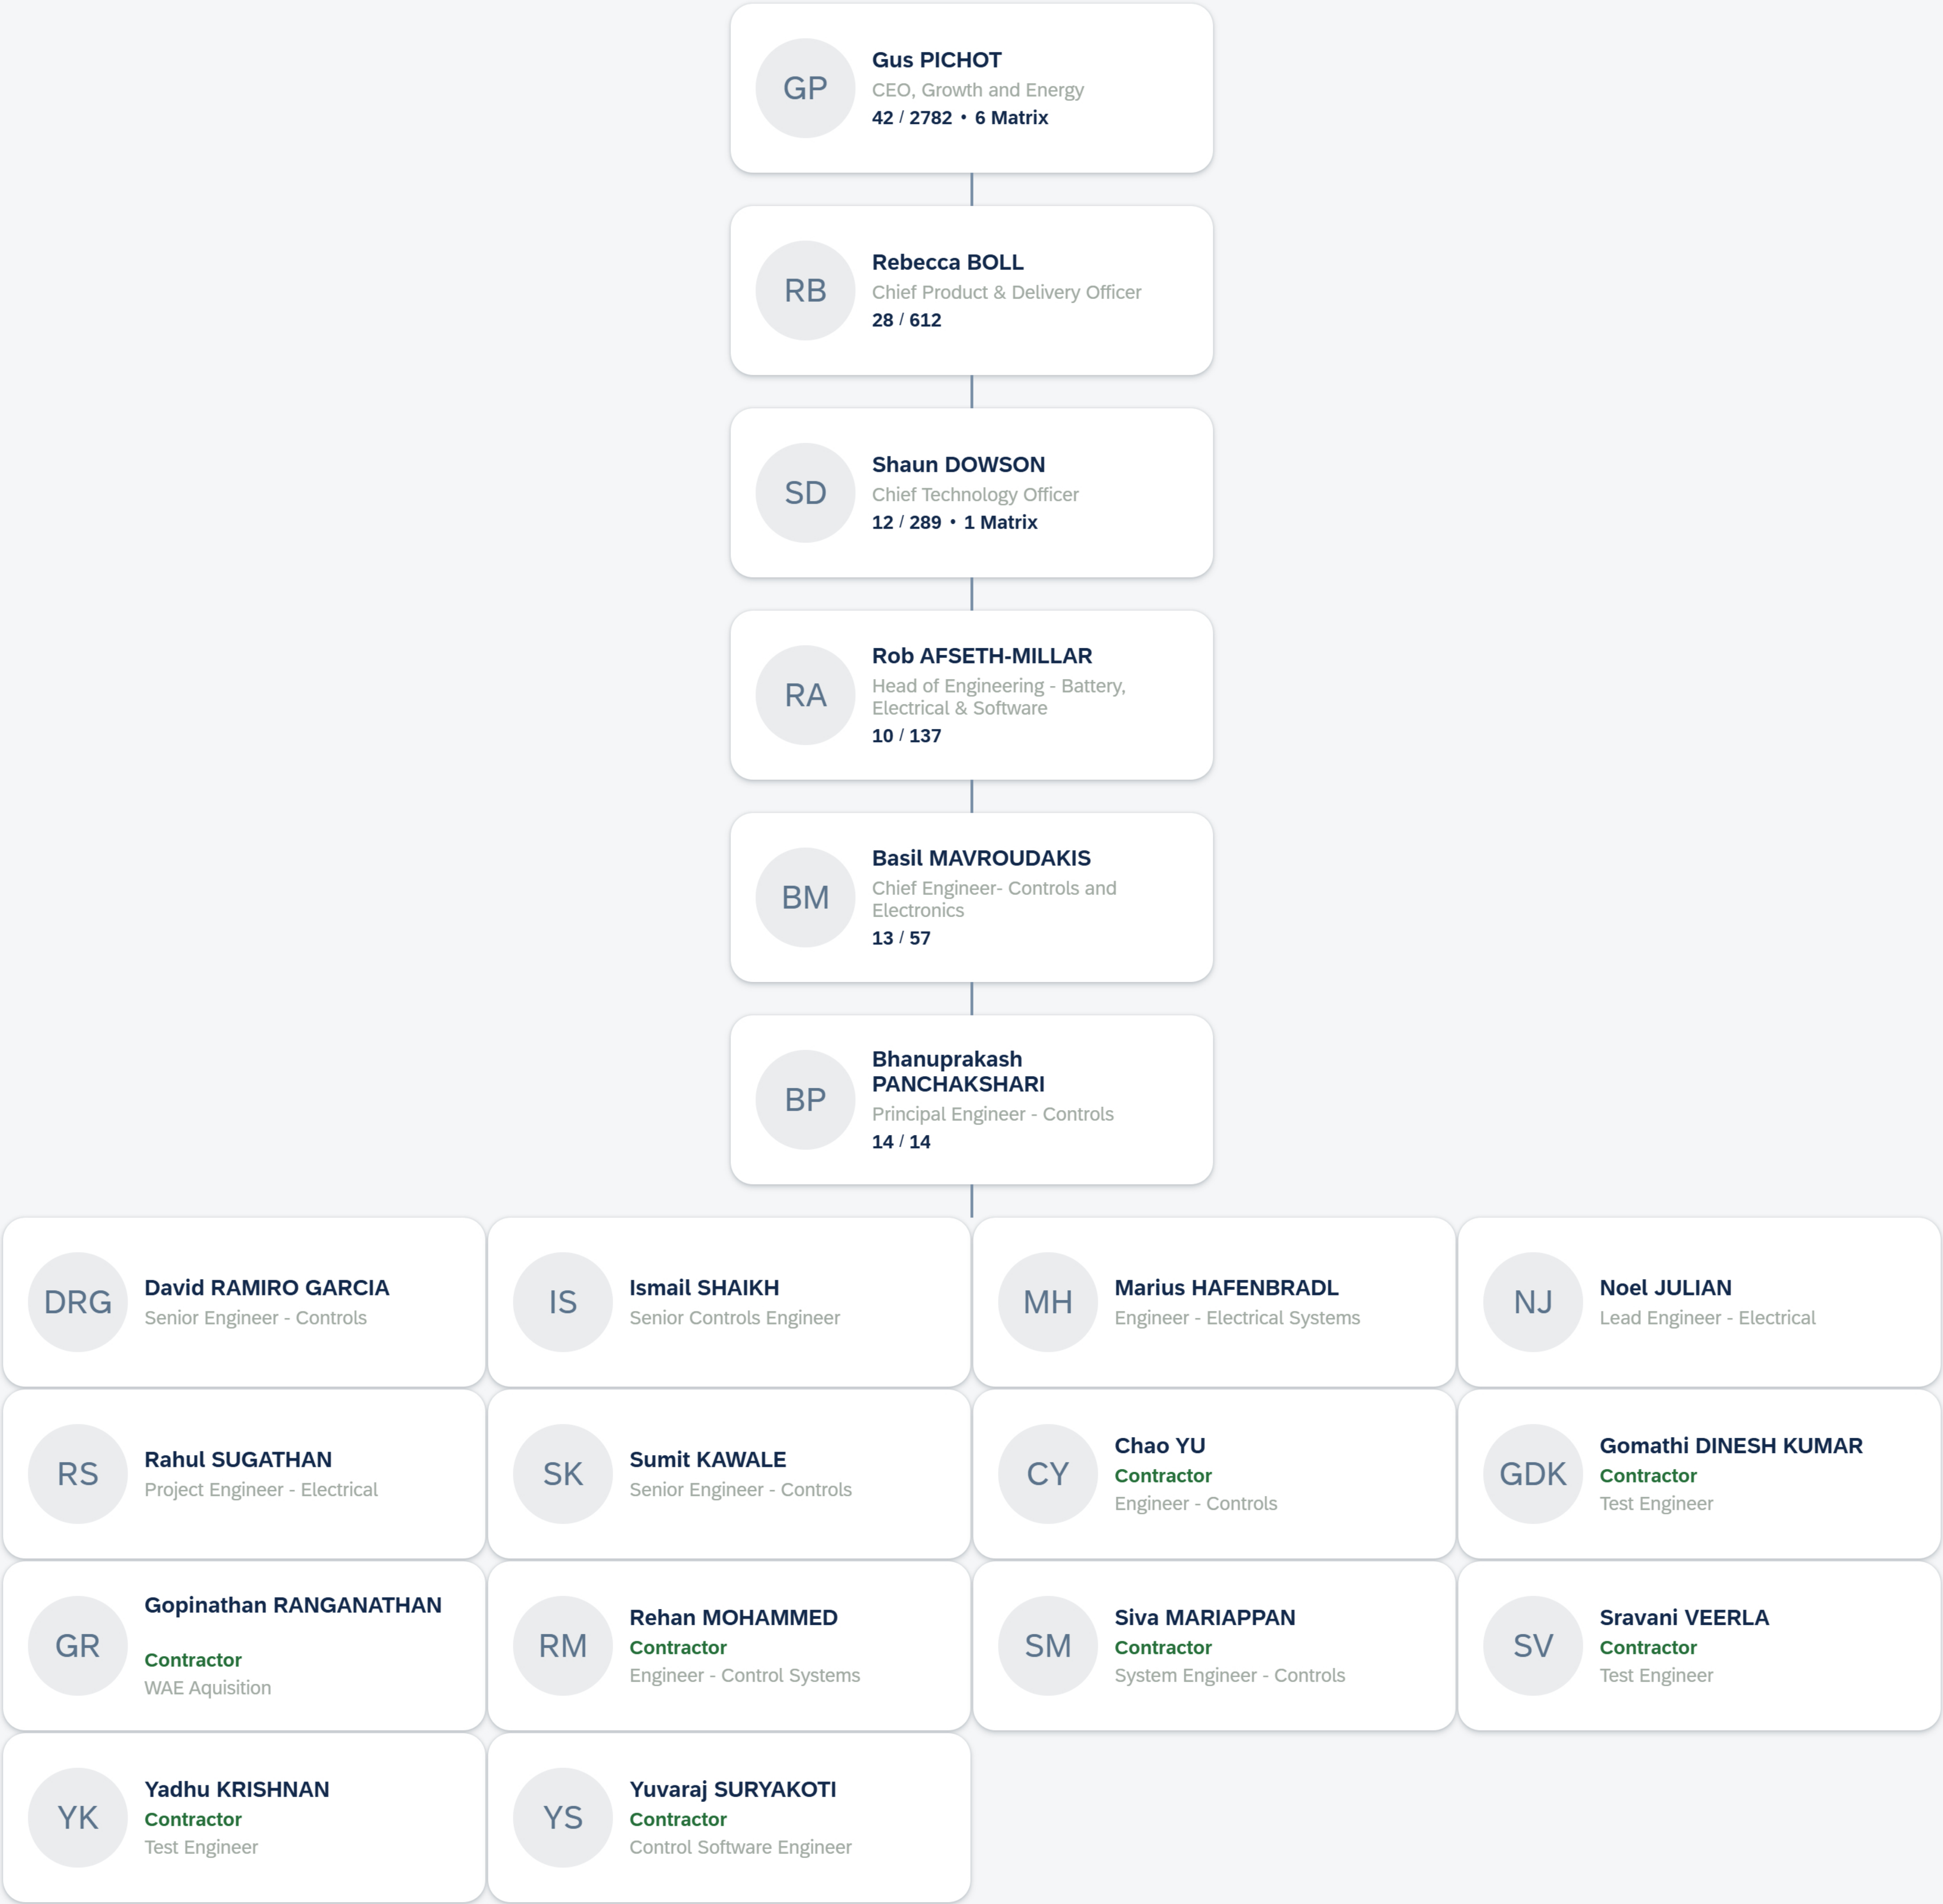 GP
Gus PICHOT
CEO, Growth and Energy
42 / 2782 • 6 Matrix
RB
Rebecca BOLL
Chief Product & Delivery Officer
28 / 612
SD
Shaun DOWSON
Chief Technology Officer
12 / 289 • 1 Matrix
RA
Rob AFSETH-MILLAR
Head of Engineering - Battery,
Electrical & Software
10 / 137
BM
Basil MAVROUDAKIS
Chief Engineer- Controls and
Electronics
13 / 57
BP
Bhanuprakash
PANCHAKSHARI
Principal Engineer - Controls
14 / 14
DRG
David RAMIRO GARCIA
Senior Engineer - Controls
IS
Ismail SHAIKH
Senior Controls Engineer
MH
Marius HAFENBRADL
Engineer - Electrical Systems
NJ
Noel JULIAN
Lead Engineer - Electrical
RS
Rahul SUGATHAN
Project Engineer - Electrical
SK
Sumit KAWALE
Senior Engineer - Controls
CY
Chao YU
Contractor
Engineer - Controls
GDK
Gomathi DINESH KUMAR
Contractor
Test Engineer
GR
Gopinathan RANGANATHAN
Contractor
WAE Aquisition
RM
Rehan MOHAMMED
Contractor
Engineer - Control Systems
SM
Siva MARIAPPAN
Contractor
System Engineer - Controls
SV
Sravani VEERLA
Contractor
Test Engineer
YK
Yadhu KRISHNAN
Contractor
Test Engineer
YS
Yuvaraj SURYAKOTI
Contractor
Control Software Engineer